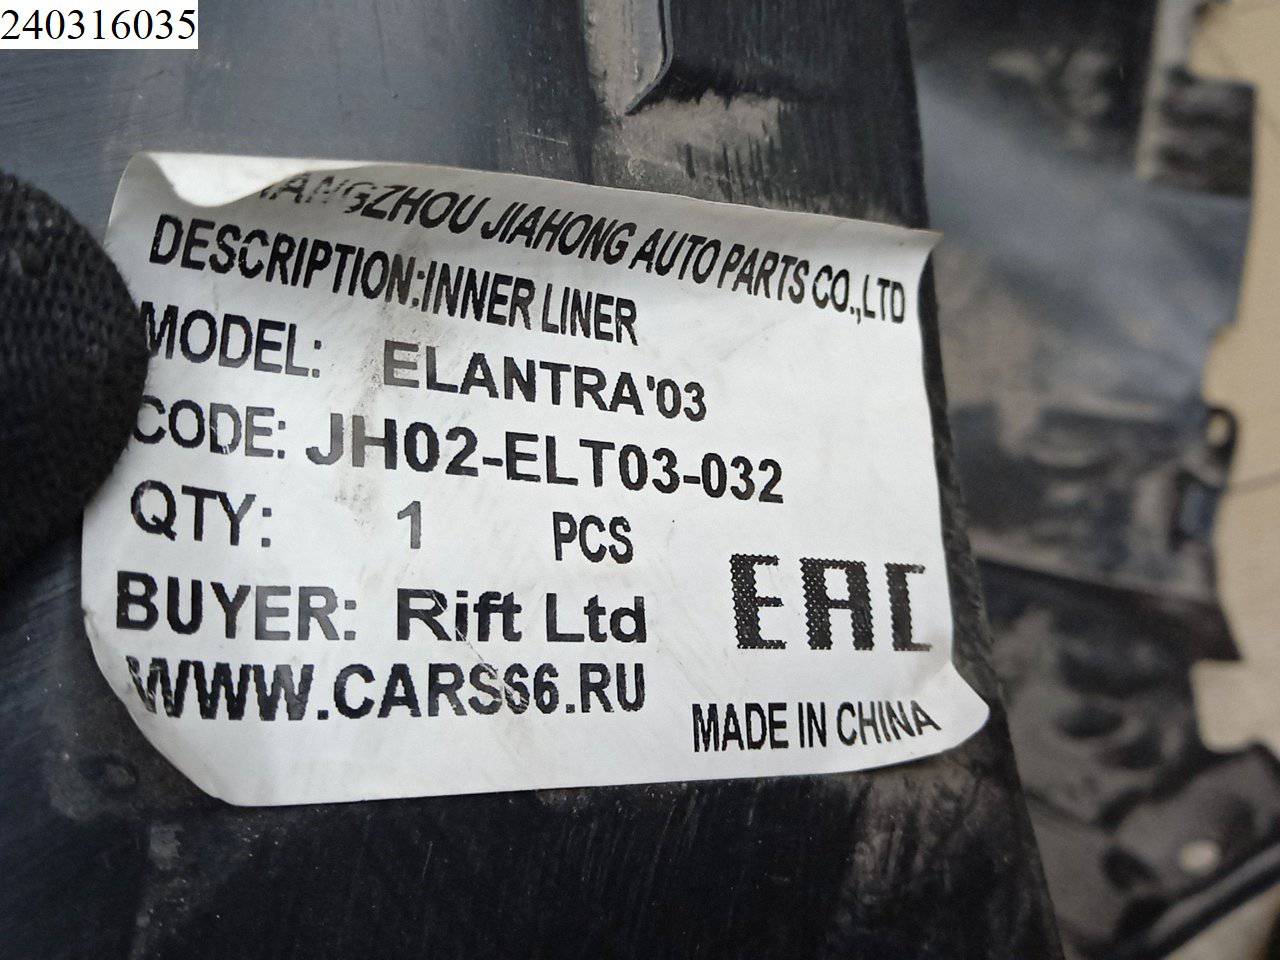 240316035
JIAHONG AUTO PARTS CO.,LTD
DESCRIPTION:INNER LINER
MODEL: ELANTRA'03
CODE: JH02-ELT03-032
QTY: 1 PCS
BUYER: Rift Ltd
EAC
WWW.CARS66.RU
MADE IN CHINA